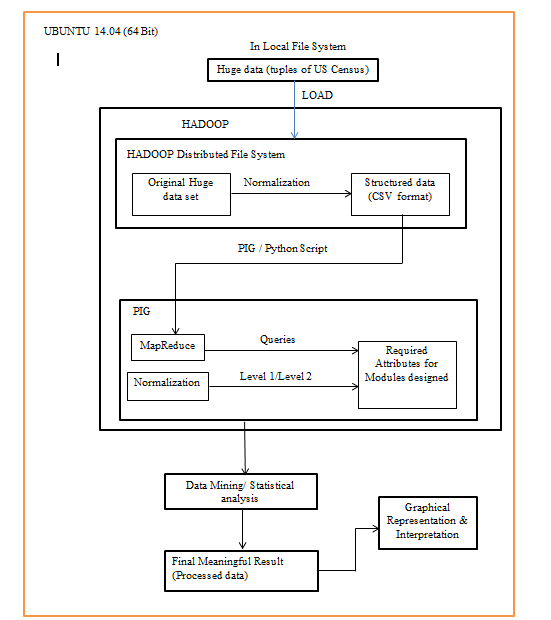 UBUNTU 14.04 (64 Bit)
In Local File System
Huge data (tuples of US Census)
LOAD
HADOOP
HADOOP Distributed File System
Original Huge
data set
Normalization
Structured data
(CSV format)
PIG / Python Script
PIG
MapReduce
Queries
Required
Attributes for
Modules designed
Normalization
Level 1/Level 2
Data Mining/ Statistical
analysis
Graphical
Representation &
Interpretation
Final Meaningful Result
(Processed data)